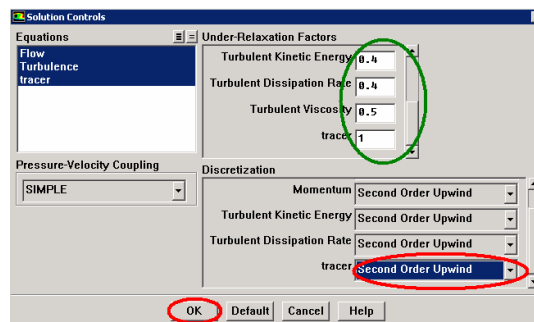 Solution Controls
Equations
Flow
Turbulence
tracer
Under-Relaxation Factors
Turbulent Kinetic Energy 0.4
Turbulent Dissipation Rate 0.4
Turbulent Viscosity 0.5
tracer 1
Pressure-Velocity Coupling
SIMPLE
Discretization
Momentum Second Order Upwind
Turbulent Kinetic Energy Second Order Upwind
Turbulent Dissipation Rate Second Order Upwind
tracer Second Order Upwind
OK Default Cancel Help